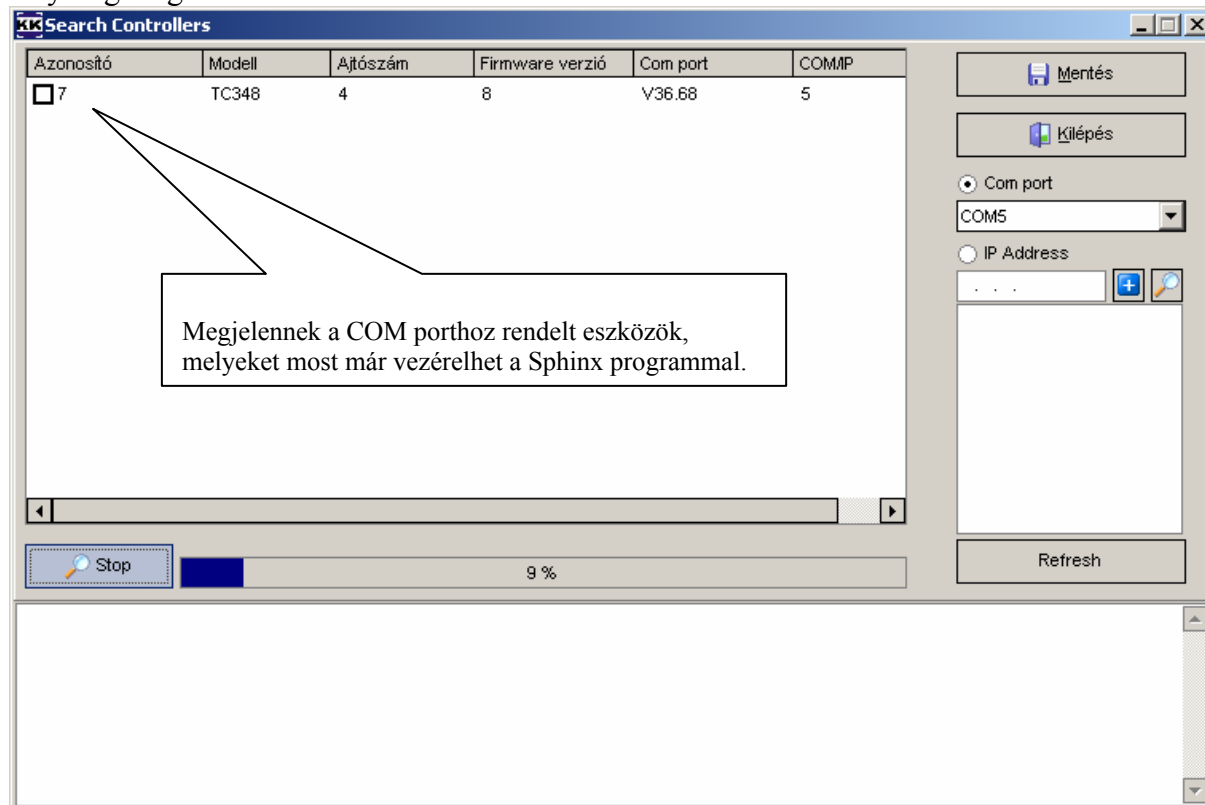 Search Controllers
Azonosító Modell Ajtószám Firmware verzió Com port COM/IP
7 TC348 4 8 V36.68 5
Mentés
Kilépés
Com port
COM5
IP Address
. . .
Megjelennek a COM porthoz rendelt eszközök,
melyeket most már vezérelhet a Sphinx programmal.
Stop
9 %
Refresh